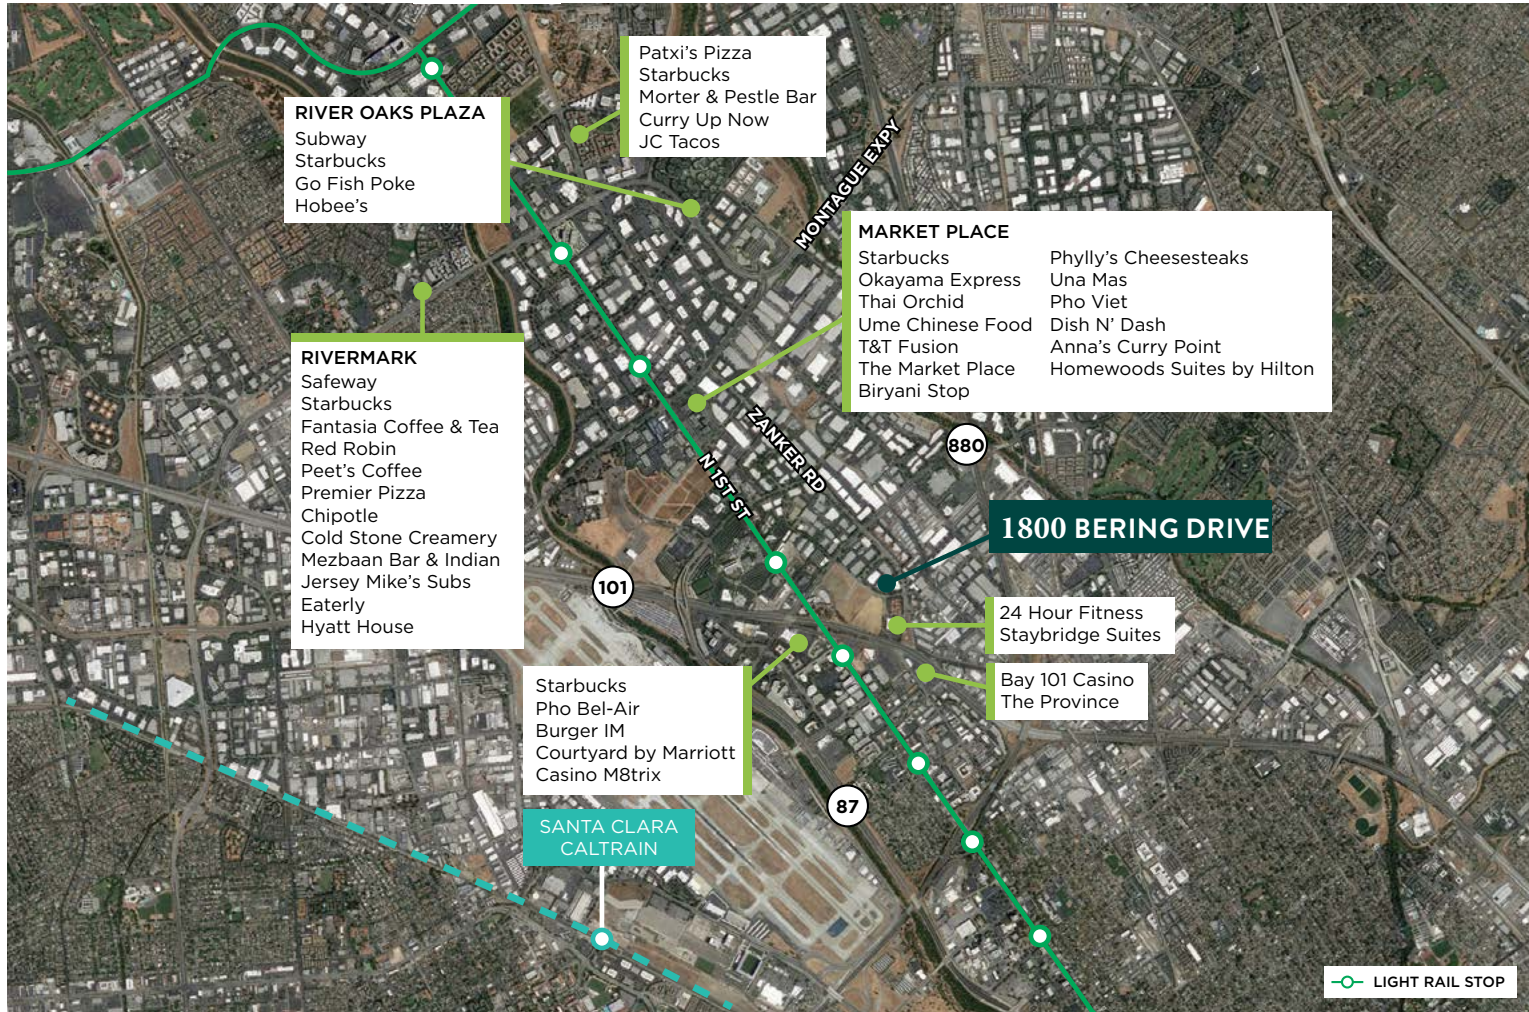 Patxi's Pizza
Starbucks
Morter & Pestle Bar
Curry Up Now
JC Tacos
RIVER OAKS PLAZA
Subway
Starbucks
Go Fish Poke
Hobee's
MONTAGUE EXPY
MARKET PLACE
Starbucks
Okayama Express
Thai Orchid
Ume Chinese Food
T&T Fusion
The Market Place
Biryani Stop
Phylly's Cheesesteaks
Una Mas
Pho Viet
Dish N' Dash
Anna's Curry Point
Homewoods Suites by Hilton
RIVERMARK
Safeway
Starbucks
Fantasia Coffee & Tea
Red Robin
Peet's Coffee
Premier Pizza
Chipotle
Cold Stone Creamery
Mezbaan Bar & Indian
Jersey Mike's Subs
Eaterly
Hyatt House
ZANKER RD
N 1ST ST
880
1800 BERING DRIVE
101
24 Hour Fitness
Staybridge Suites
Bay 101 Casino
The Province
Starbucks
Pho Bel-Air
Burger IM
Courtyard by Marriott
Casino M8trix
87
SANTA CLARA
CALTRAIN
LIGHT RAIL STOP